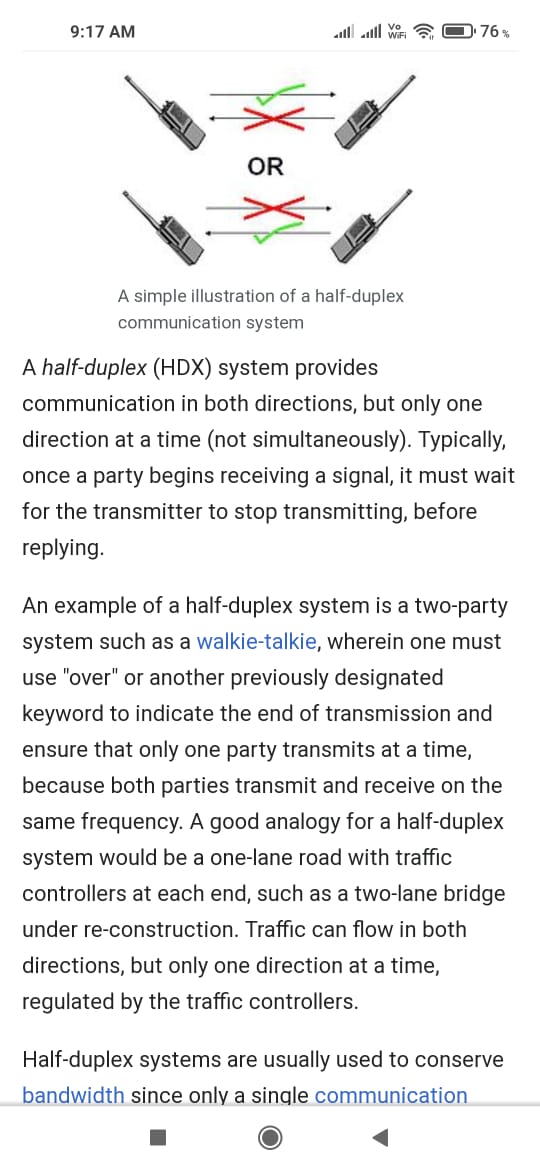 9:17 AM
Vo
WiFi
76%
OR
A simple illustration of a half-duplex
communication system
A half-duplex (HDX) system provides
communication in both directions, but only one
direction at a time (not simultaneously). Typically,
once a party begins receiving a signal, it must wait
for the transmitter to stop transmitting, before
replying.
An example of a half-duplex system is a two-party
system such as a walkie-talkie, wherein one must
use "over" or another previously designated
keyword to indicate the end of transmission and
ensure that only one party transmits at a time,
because both parties transmit and receive on the
same frequency. A good analogy for a half-duplex
system would be a one-lane road with traffic
controllers at each end, such as a two-lane bridge
under re-construction. Traffic can flow in both
directions, but only one direction at a time,
regulated by the traffic controllers.
Half-duplex systems are usually used to conserve
bandwidth since only a single communication